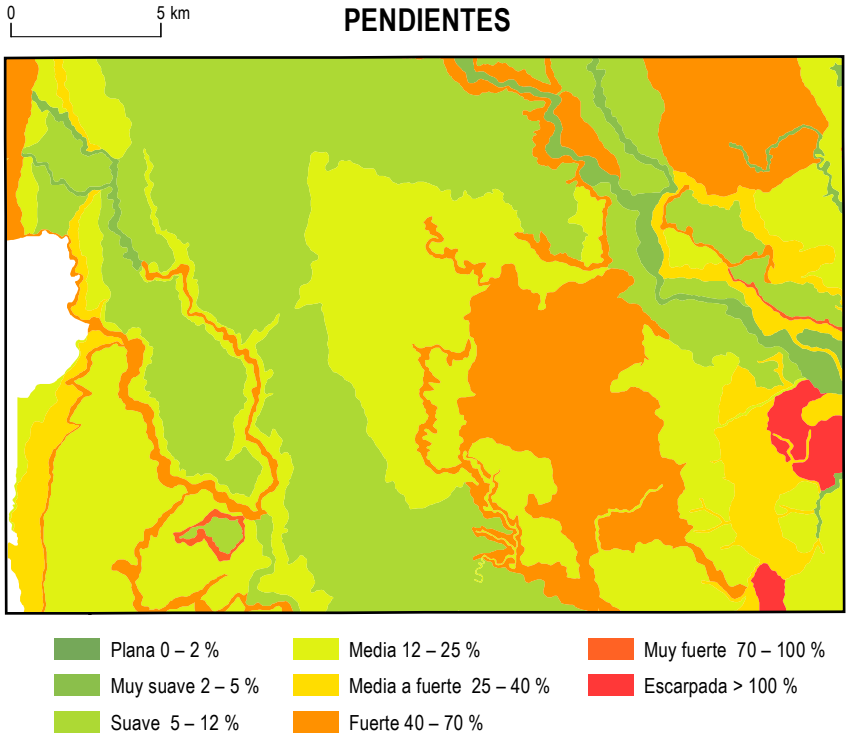 0 5 km
PENDIENTES
Plana 0 – 2 %
Muy suave 2 – 5 %
Suave 5 – 12 %
Media 12 – 25 %
Media a fuerte 25 – 40 %
Fuerte 40 – 70 %
Muy fuerte 70 – 100 %
Escarpada > 100 %